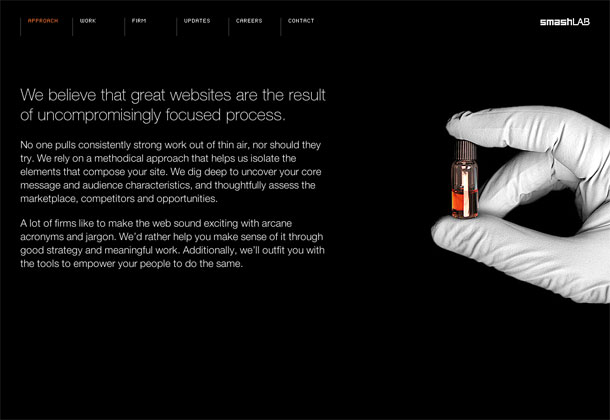 APPROACH
WORK
FIRM
UPDATES
CAREERS
CONTACT
smashLAB
We believe that great websites are the result
of uncompromisingly focused process.
No one pulls consistently strong work out of thin air, nor should they
try. We rely on a methodical approach that helps us isolate the
elements that compose your site. We dig deep to uncover your core
message and audience characteristics, and thoughtfully assess the
marketplace, competitors and opportunities.
A lot of firms like to make the web sound exciting with arcane
acronyms and jargon. We'd rather help you make sense of it through
good strategy and meaningful work. Additionally, we'll outfit you with
the tools to empower your people to do the same.